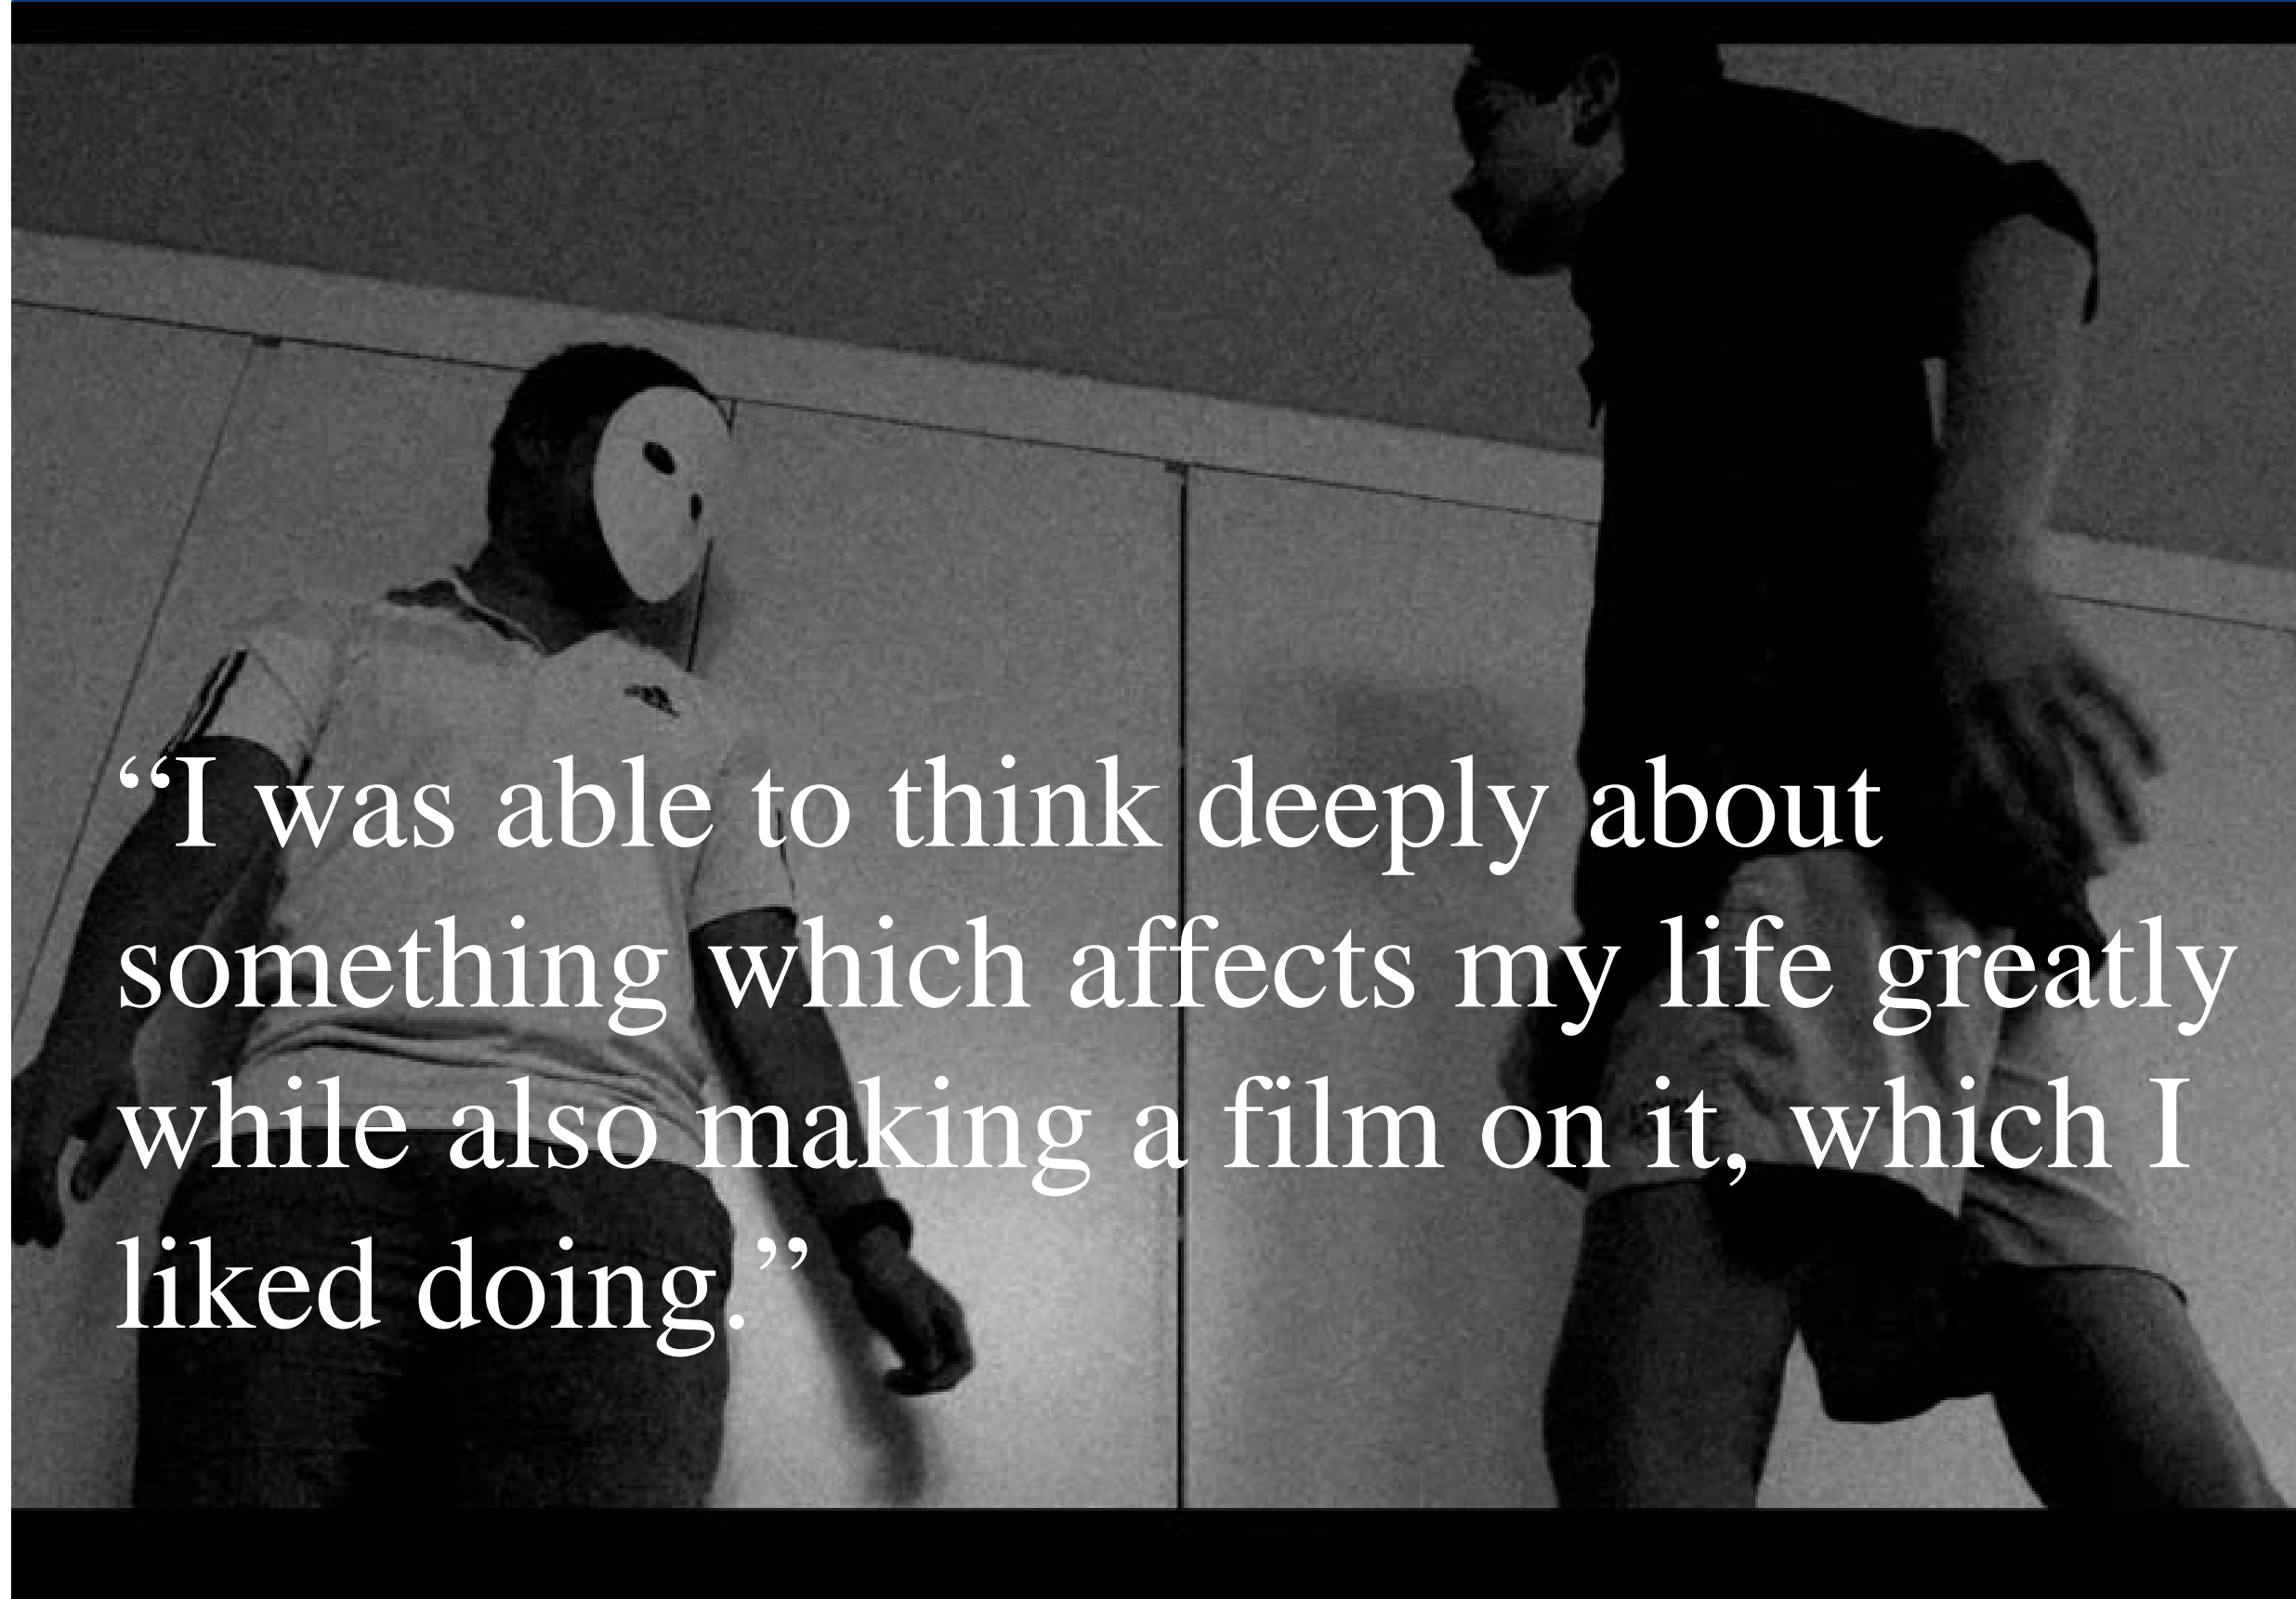 “I was able to think deeply about
something which affects my life greatly
while also making a film on it, which I
liked doing.”